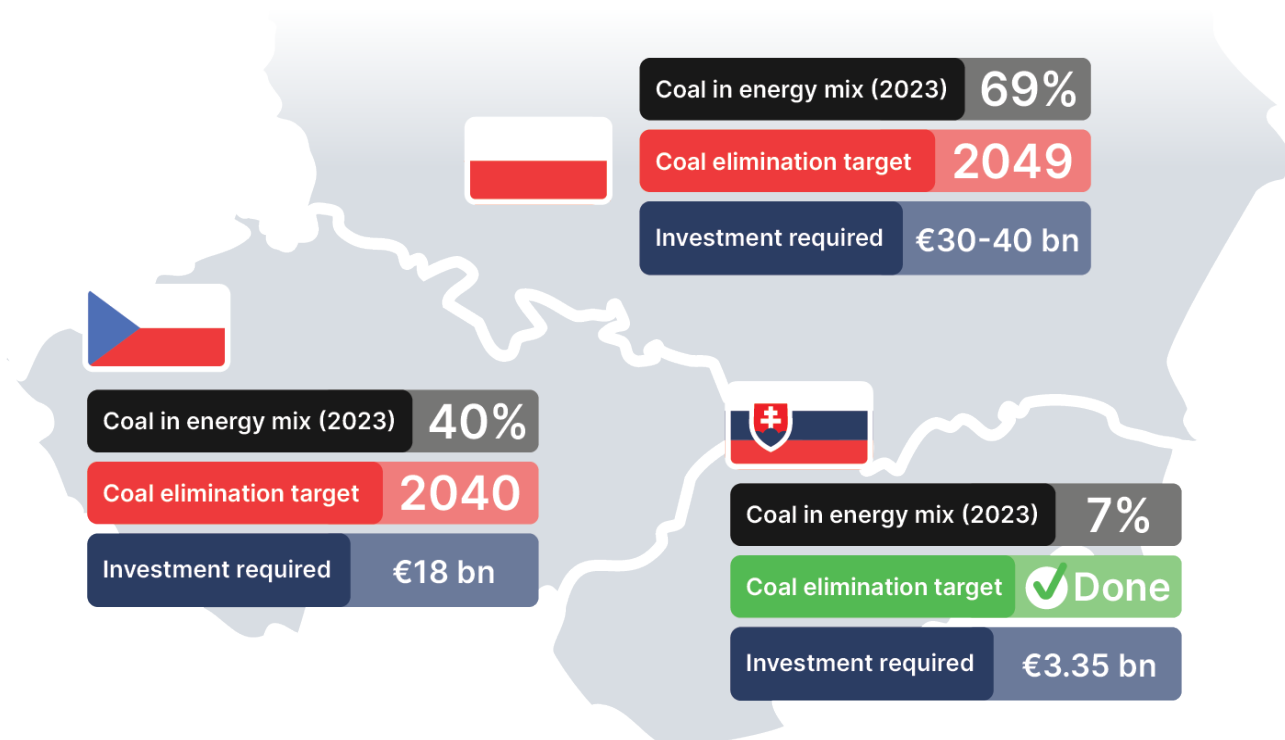 Coal in energy mix (2023) 69%
Coal elimination target 2049
Investment required €30-40 bn
Coal in energy mix (2023) 40%
Coal elimination target 2040
Investment required €18 bn
Coal in energy mix (2023) 7%
Coal elimination target Done
Investment required €3.35 bn